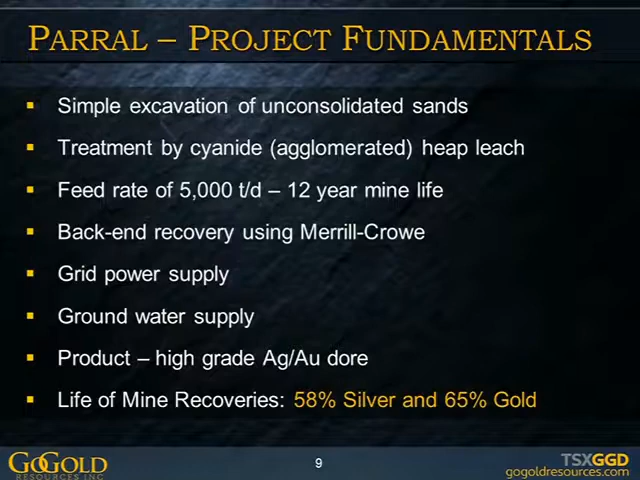 PARRAL – PROJECT FUNDAMENTALS
▪ Simple excavation of unconsolidated sands
▪ Treatment by cyanide (agglomerated) heap leach
▪ Feed rate of 5,000 t/d – 12 year mine life
▪ Back-end recovery using Merrill-Crowe
▪ Grid power supply
▪ Ground water supply
▪ Product – high grade Ag/Au dore
▪ Life of Mine Recoveries: 58% Silver and 65% Gold
GOGOLD
RESOURCES INC
9
TSXGGD
gogoldresources.com